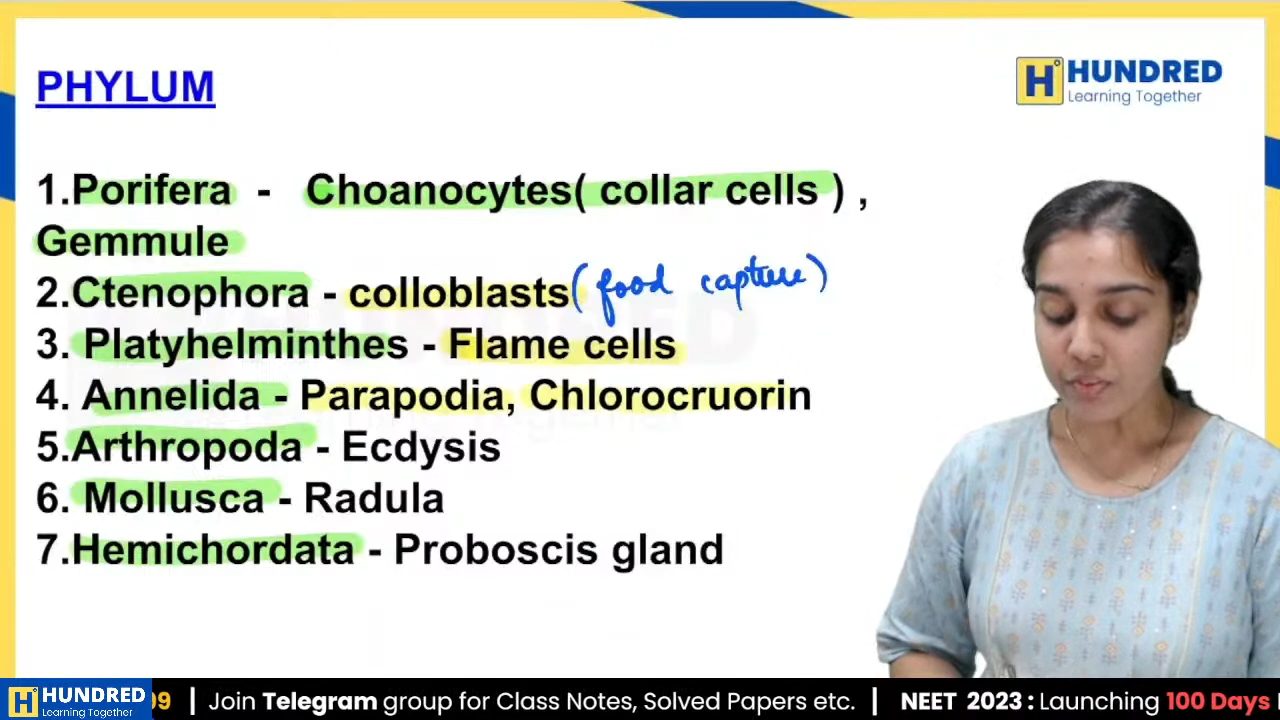 PHYLUM
H° HUNDRED
Learning Together
1.Porifera - Choanocytes( collar cells ) ,
Gemmule
2.Ctenophora - colloblasts( food capture)
3. Platyhelminthes - Flame cells
4. Annelida - Parapodia, Chlorocruorin
5.Arthropoda - Ecdysis
6. Mollusca - Radula
7.Hemichordata - Proboscis gland
H° HUNDRED
Learning Together
09 | Join Telegram group for Class Notes, Solved Papers etc. | NEET 2023 : Launching 100 Days